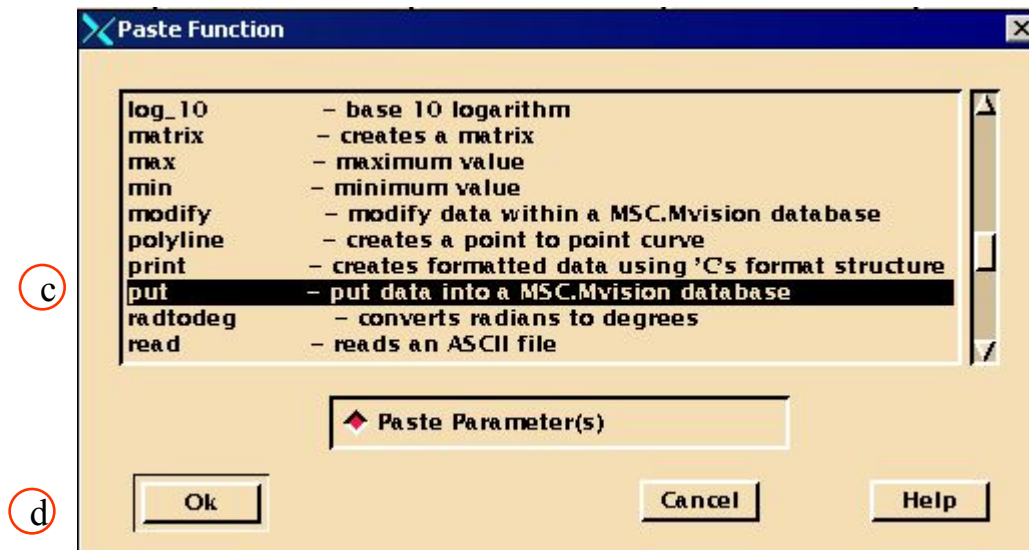 Paste Function
log_10 – base 10 logarithm
matrix – creates a matrix
max – maximum value
min – minimum value
modify – modify data within a MSC.Mvision database
polyline – creates a point to point curve
print – creates formatted data using 'C's format structure
c
put – put data into a MSC.Mvision database
radtodeg – converts radians to degrees
read – reads an ASCII file
Paste Parameter(s)
d
Ok Cancel Help